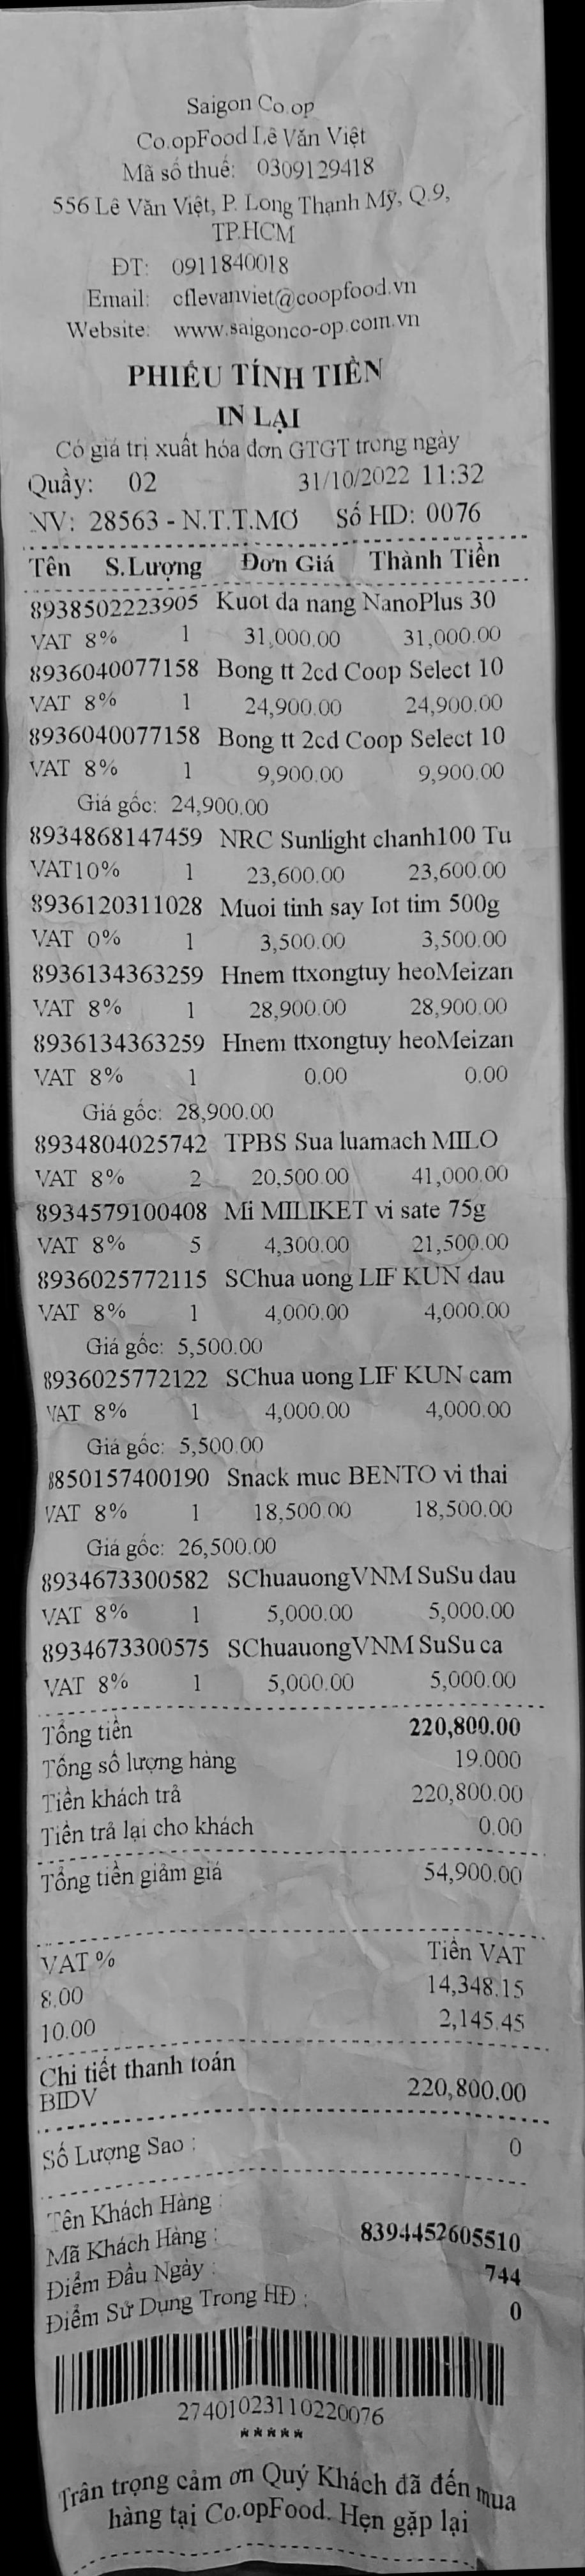 Saigon Co.op
Co.opFood Lê Văn Việt
Mã số thuế: 0309129418
556 Lê Văn Việt, P. Long Thạnh Mỹ, Q.9,
TP.HCM
ĐT: 0911840018
Email: cflevanviet@coopfood.vn
Website: www.saigonco-op.com.vn
PHIẾU TÍNH TIỀN
IN LẠI
Có giá trị xuất hóa đơn GTGT trong ngày
Quầy: 02 31/10/2022 11:32
NV: 28563 - N.T.T.MƠ Số HD: 0076
Tên S.Lượng Đơn Giá Thành Tiền
8938502223905 Kuot da nang NanoPlus 30
VAT 8% 1 31,000.00 31,000.00
8936040077158 Bong tt 2cd Coop Select 10
VAT 8% 1 24,900.00 24,900.00
8936040077158 Bong tt 2cd Coop Select 10
VAT 8% 1 9,900.00 9,900.00
Giá gốc: 24,900.00
8934868147459 NRC Sunlight chanh100 Tu
VAT10% 1 23,600.00 23,600.00
8936120311028 Muoi tinh say Iot tim 500g
VAT 0% 1 3,500.00 3,500.00
8936134363259 Hnem ttxongtuy heoMeizan
VAT 8% 1 28,900.00 28,900.00
8936134363259 Hnem ttxongtuy heoMeizan
VAT 8% 1 0.00 0.00
Giá gốc: 28,900.00
8934804025742 TPBS Sua luamach MILO
VAT 8% 2 20,500.00 41,000.00
8934579100408 Mi MILIKET vi sate 75g
VAT 8% 5 4,300.00 21,500.00
8936025772115 SChua uong LIF KUN dau
VAT 8% 1 4,000.00 4,000.00
Giá gốc: 5,500.00
8936025772122 SChua uong LIF KUN cam
VAT 8% 1 4,000.00 4,000.00
Giá gốc: 5,500.00
8850157400190 Snack muc BENTO vi thai
VAT 8% 1 18,500.00 18,500.00
Giá gốc: 26,500.00
8934673300582 SChuauongVNM SuSu dau
VAT 8% 1 5,000.00 5,000.00
8934673300575 SChuauongVNM SuSu ca
VAT 8% 1 5,000.00 5,000.00
Tổng tiền 220,800.00
Tổng số lượng hàng 19.000
Tiền khách trả 220,800.00
Tiền trả lại cho khách 0.00
Tổng tiền giảm giá 54,900.00
VAT % Tiền VAT
8.00 14,348.15
10.00 2,145.45
Chi tiết thanh toán
BIDV 220,800.00
Số Lượng Sao : 0
Tên Khách Hàng :
Mã Khách Hàng : 8394452605510
Điểm Đầu Ngày : 744
Điểm Sử Dụng Trong HĐ : 0
27401023110220076
*****
Trân trọng cảm ơn Quý Khách đã đến mua
hàng tại Co.opFood. Hẹn gặp lại